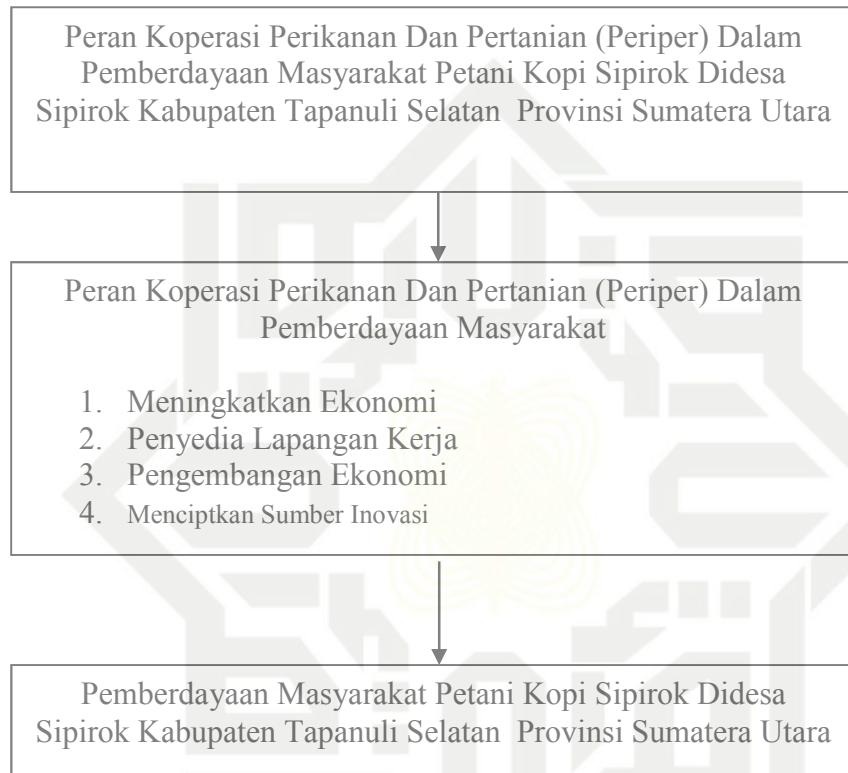 Peran Koperasi Perikanan Dan Pertanian (Periper) Dalam
Pemberdayaan Masyarakat Petani Kopi Sipirok Didesa
Sipirok Kabupaten Tapanuli Selatan Provinsi Sumatera Utara
Peran Koperasi Perikanan Dan Pertanian (Periper) Dalam
Pemberdayaan Masyarakat
1. Meningkatkan Ekonomi
2. Penyedia Lapangan Kerja
3. Pengembangan Ekonomi
4. Menciptkan Sumber Inovasi
Pemberdayaan Masyarakat Petani Kopi Sipirok Didesa
Sipirok Kabupaten Tapanuli Selatan Provinsi Sumatera Utara